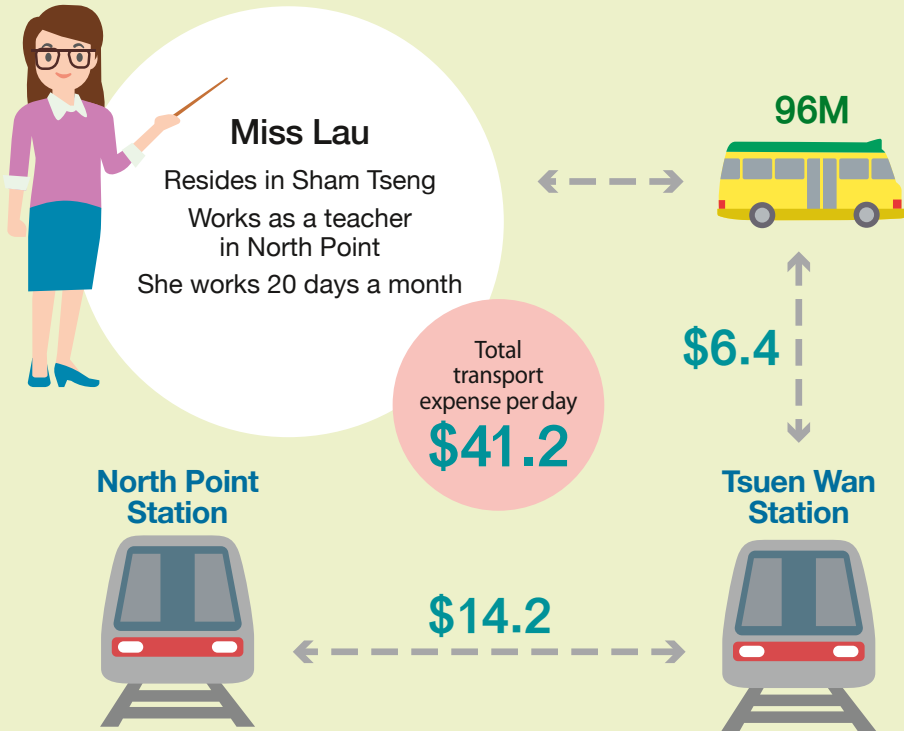 Miss Lau
Resides in Sham Tseng
Works as a teacher
in North Point
She works 20 days a month
96M
$6.4
Total
transport
expense per day
$41.2
North Point
Station
Tsuen Wan
Station
$14.2